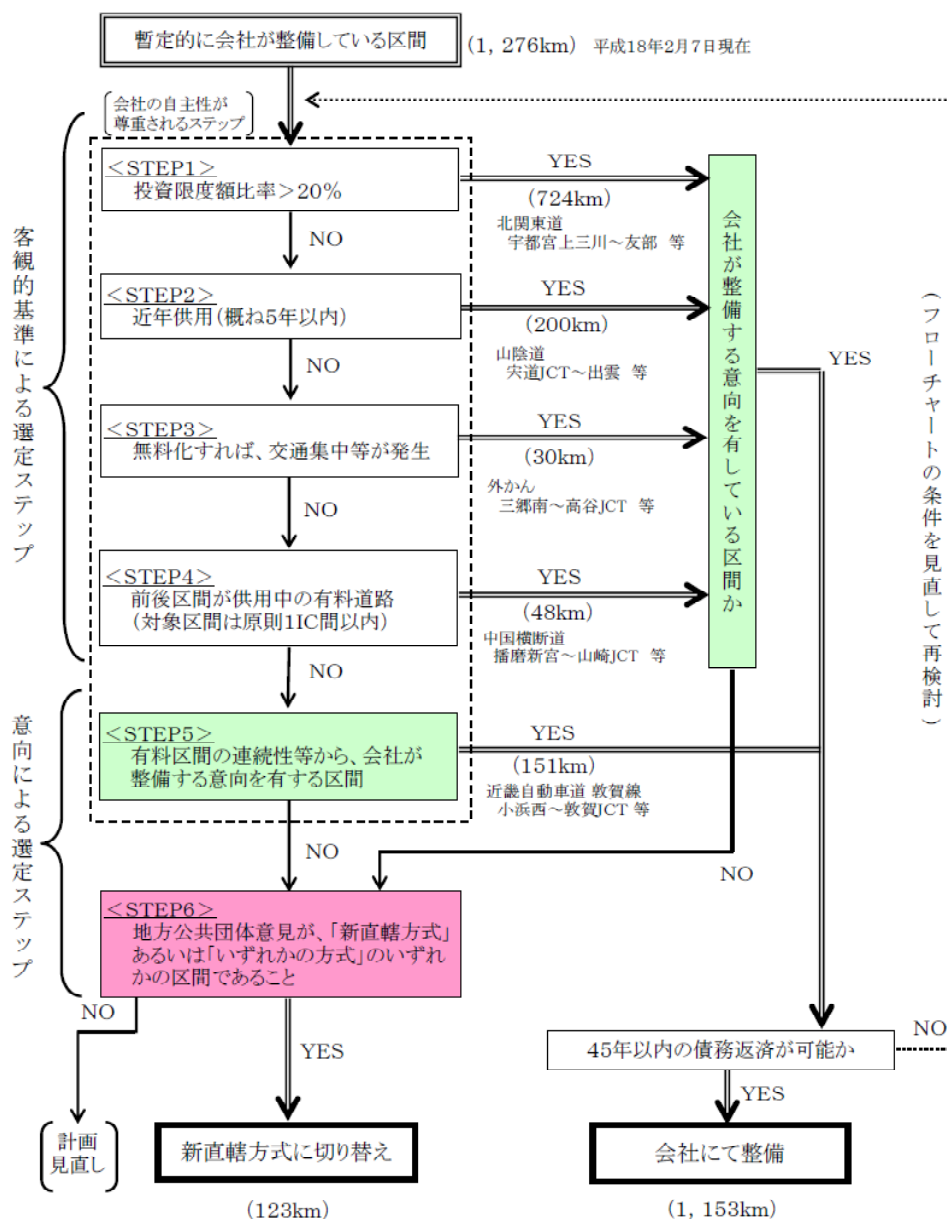 暫定的に会社が整備している区間
(1, 276km) 平成18年2月7日現在
会社の自主性が
尊重されるステップ
客観的基準による選定ステップ
<STEP1>
投資限度額比率>20%
YES
(724km)
北関東道
宇都宮上三川～友部 等
NO
<STEP2>
近年供用(概ね5年以内)
YES
(200km)
山陰道
宍道JCT～出雲 等
NO
<STEP3>
無料化すれば、交通集中等が発生
YES
(30km)
外かん
三郷南～高谷JCT 等
NO
<STEP4>
前後区間が供用中の有料道路
(対象区間は原則1IC間以内)
YES
(48km)
中国横断道
播磨新宮～山崎JCT 等
NO
会社が整備する意向を有している区間か
YES
(フローチャートの条件を見直して再検討)
意向による選定ステップ
<STEP5>
有料区間の連続性等から、会社が
整備する意向を有する区間
YES
(151km)
近畿自動車道 敦賀線
小浜西～敦賀JCT 等
NO
NO
<STEP6>
地方公共団体意見が、「新直轄方式」
あるいは「いずれかの方式」のいずれ
かの区間であること
NO
YES
45年以内の債務返済が可能か
NO
YES
計画
見直し
新直轄方式に切り替え
会社にて整備
(123km)
(1, 153km)